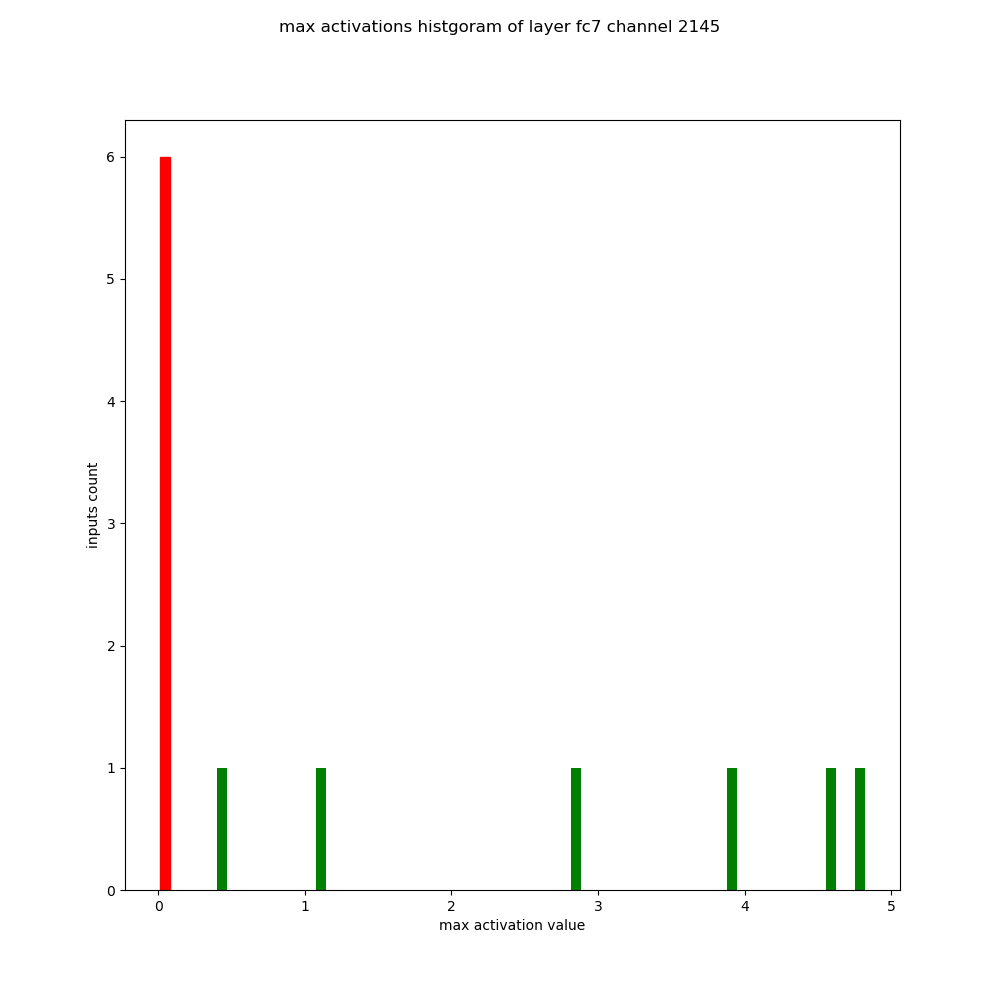 max activations histgoram of layer fc7 channel 2145
6
5
4
3
2
1
0
inputs count
0 1 2 3 4 5
max activation value